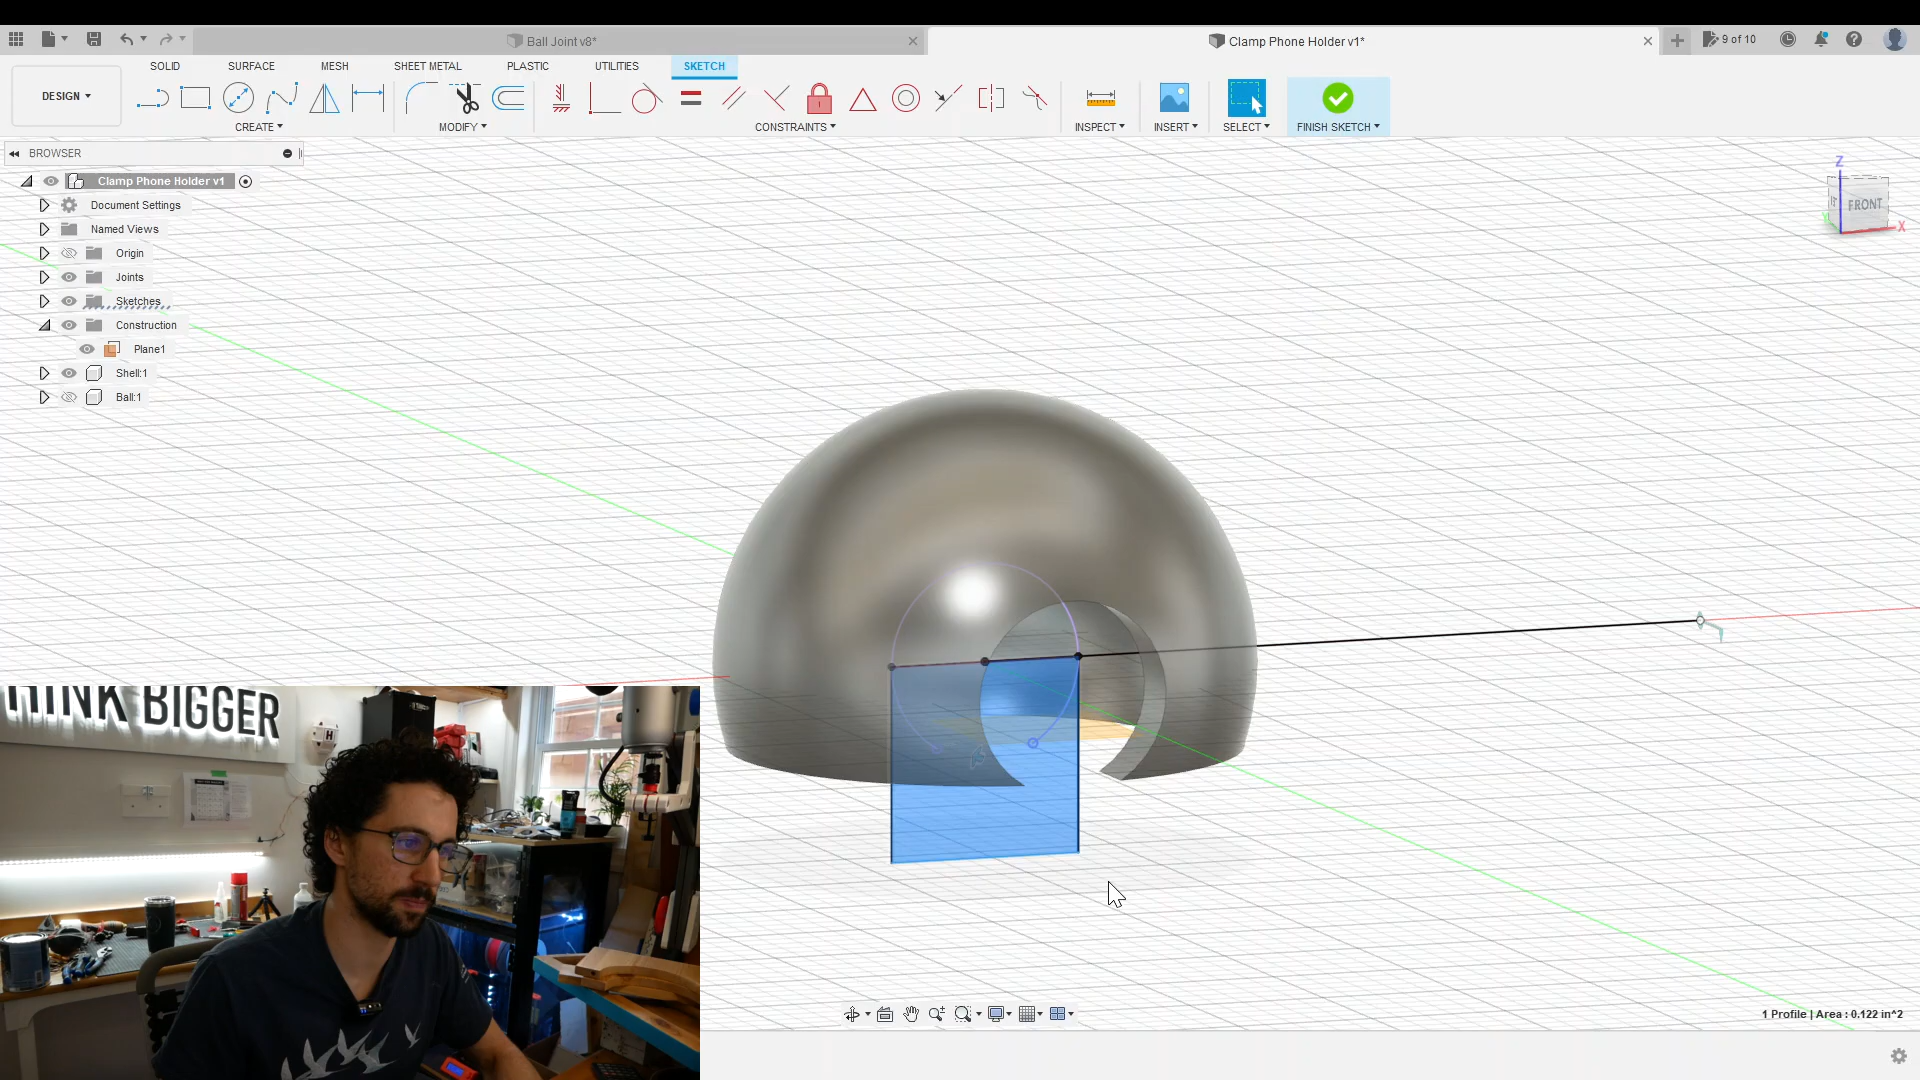 Ball Joint v8*
Clamp Phone Holder v1*
9 of 10
SOLID
SURFACE
MESH
SHEET METAL
PLASTIC
UTILITIES
SKETCH
DESIGN
CREATE
MODIFY
CONSTRAINTS
INSPECT
INSERT
SELECT
FINISH SKETCH
BROWSER
Clamp Phone Holder v1
Document Settings
Named Views
Origin
Joints
Sketches
Construction
Plane1
Shell:1
Ball:1
Z
FRONT
X
HINK BIGGER
H
1 Profile | Area : 0.122 in^2